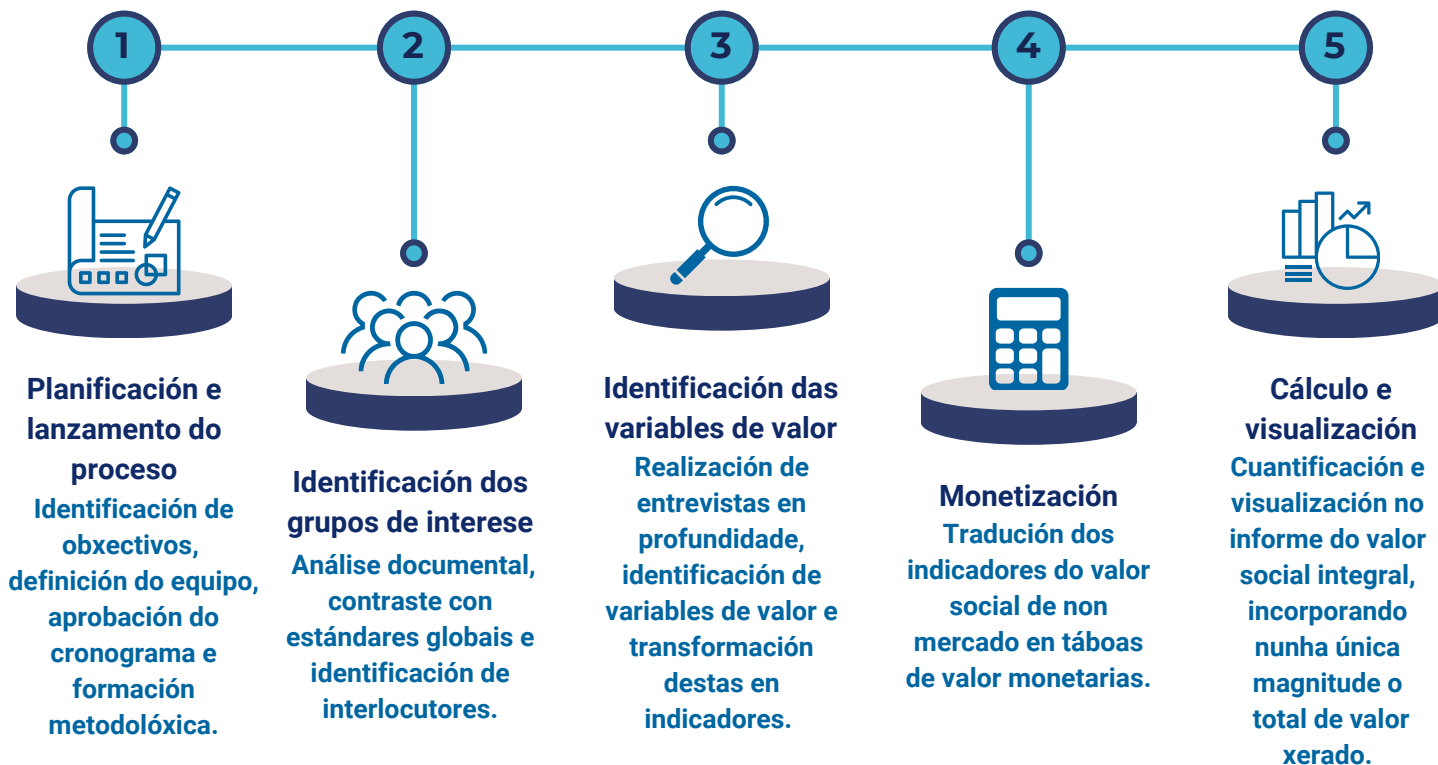 1
Planificación e
lanzamento do
proceso
Identificación de
obxectivos,
definición do equipo,
aprobación do
cronograma e
formación
metodolóxica.
2
Identificación dos
grupos de interese
Análise documental,
contraste con
estándares globais e
identificación de
interlocutores.
3
Identificación das
variables de valor
Realización de
entrevistas en
profundidade,
identificación de
variables de valor e
transformación
destas en
indicadores.
4
Monetización
Tradución dos
indicadores do valor
social de non
mercado en táboas
de valor monetarias.
5
Cálculo e
visualización
Cuantificación e
visualización no
informe do valor
social integral,
incorporando
nunha única
magnitude o
total de valor
xerado.